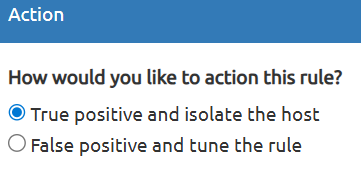 Action
How would you like to action this rule?
True positive and isolate the host
False positive and tune the rule